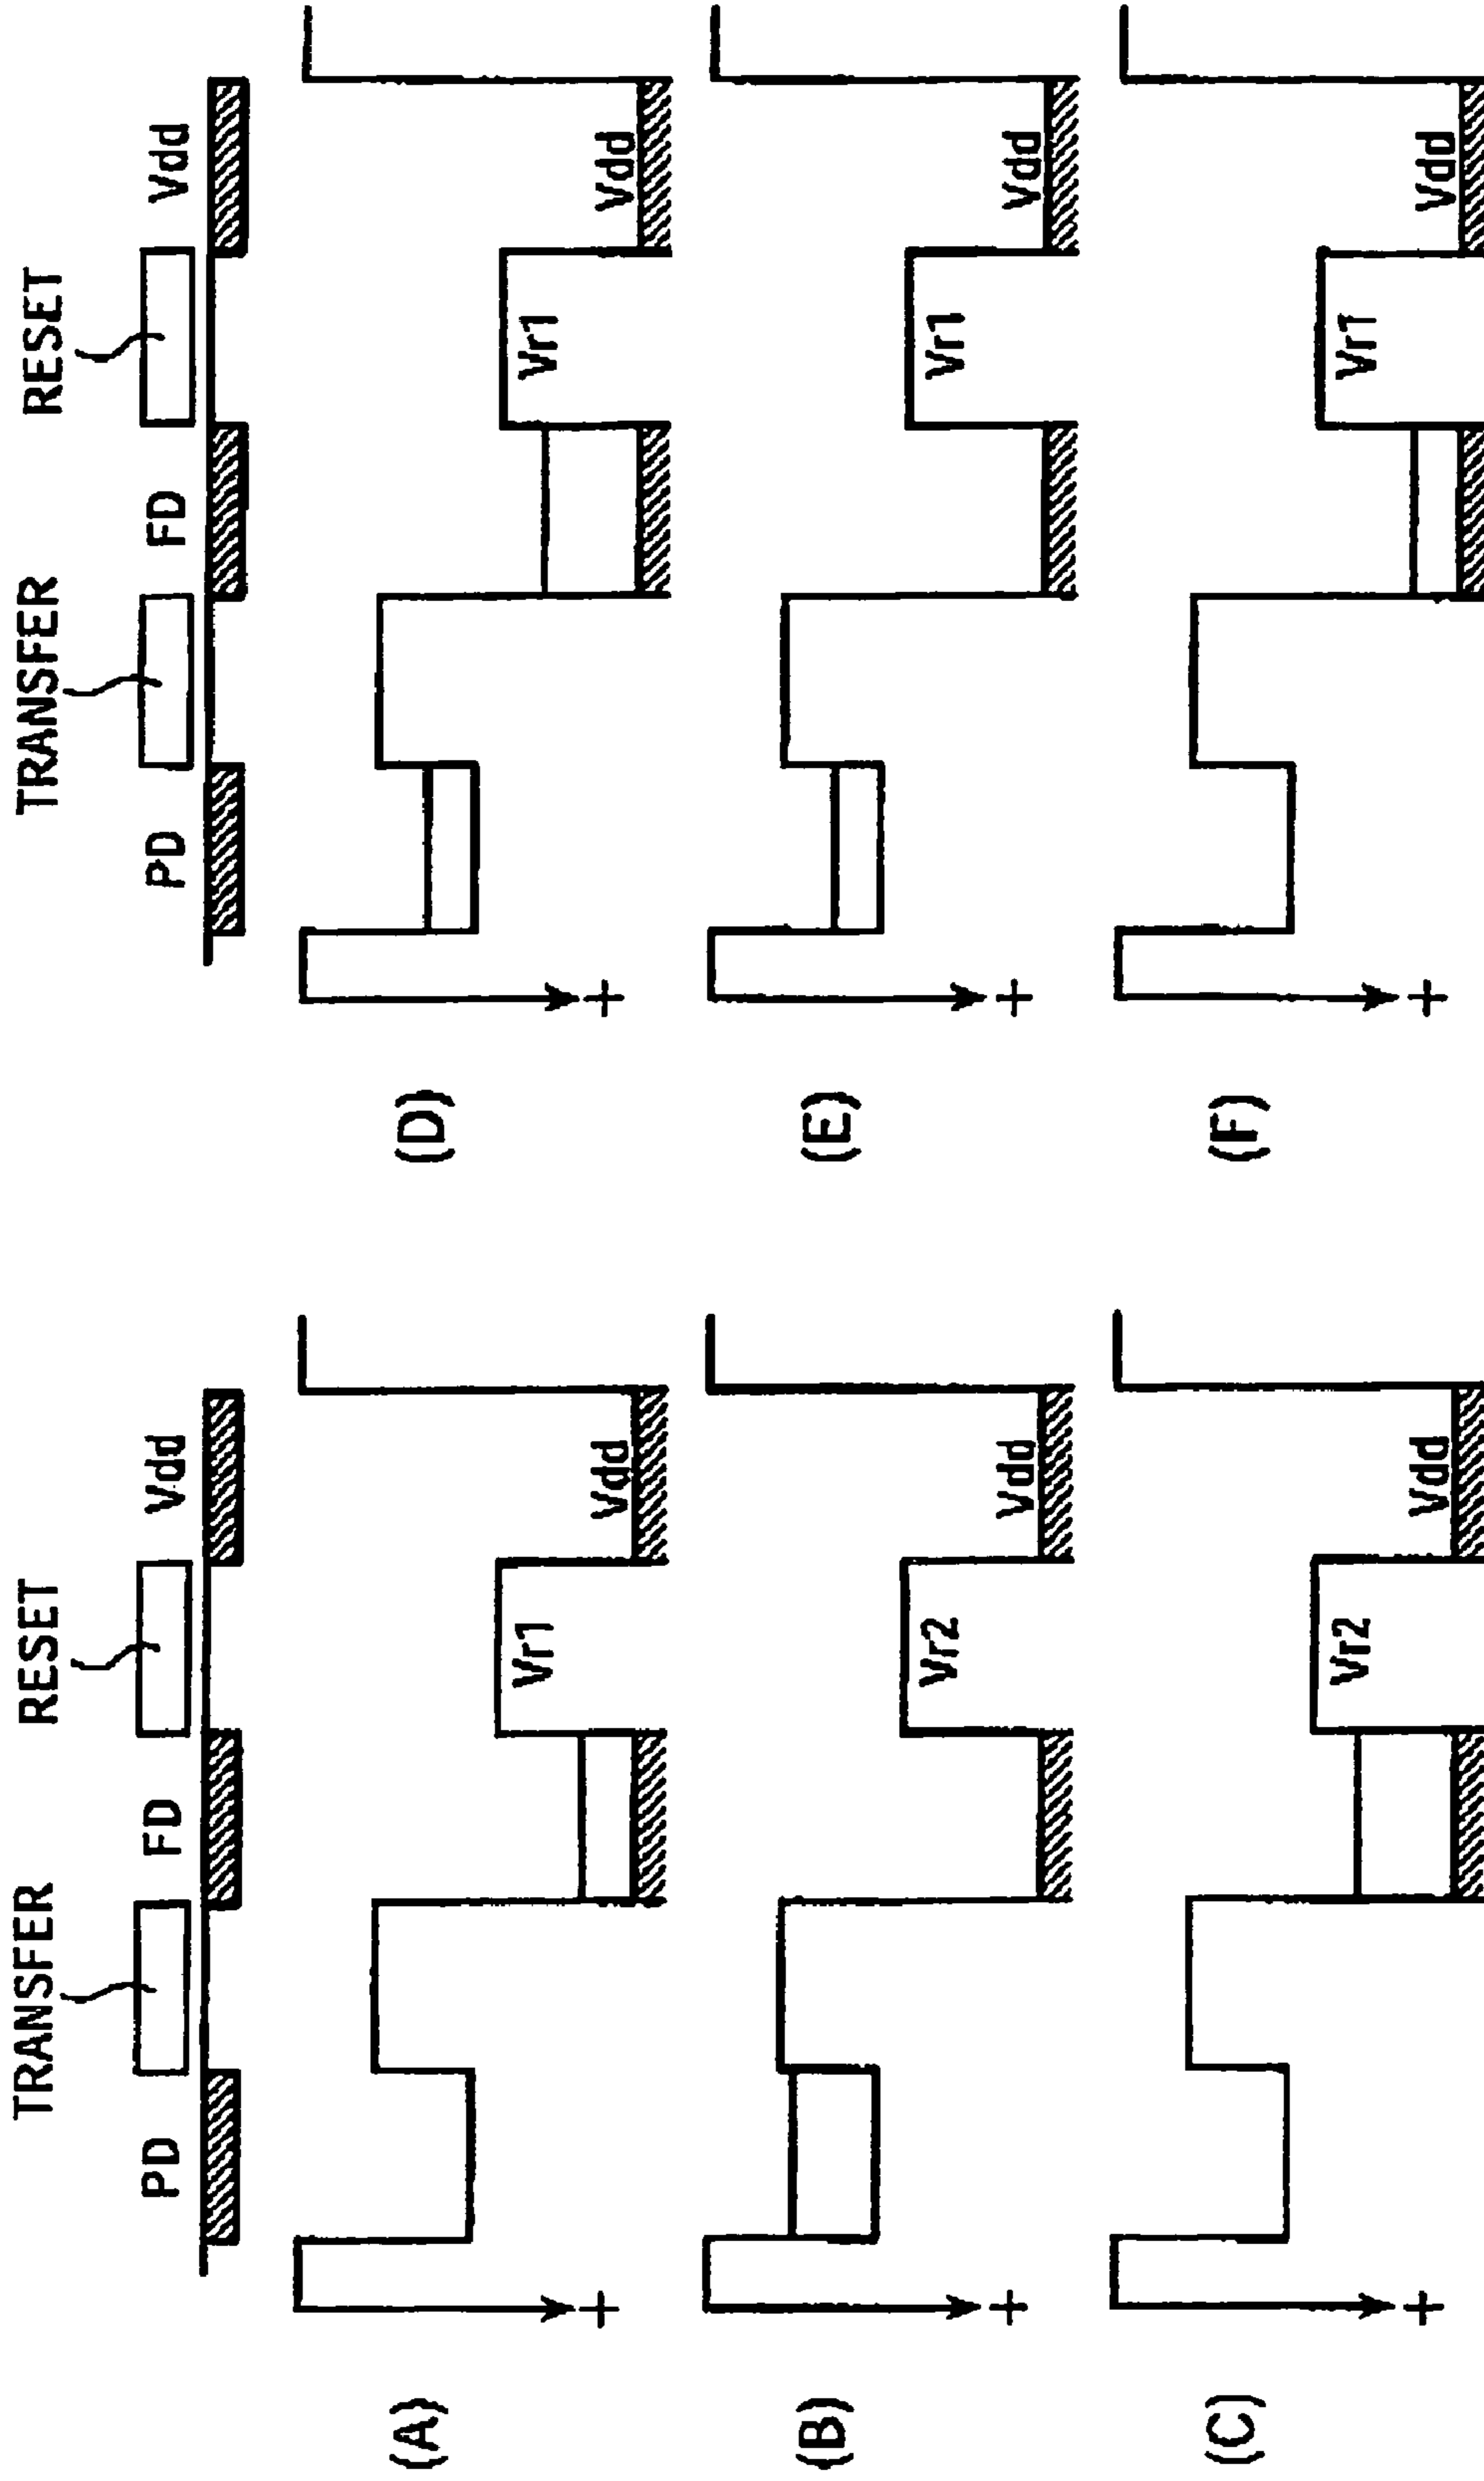 TRANSFER RESET
PD FD Vdd
(A) Vr1 Vdd
+
(B) Vr2 Vdd
+
(C) Vr2 Vdd
+
TRANSFER RESET
PD FD Vdd
(D) Vr1 Vdd
+
(E) Vr1 Vdd
+
(F) Vr1 Vdd
+